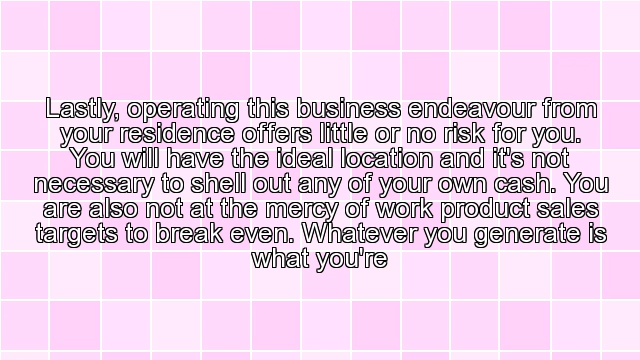 Lastly, operating this business endeavour from
your residence offers little or no risk for you.
You will have the ideal location and it's not
necessary to shell out any of your own cash. You
are also not at the mercy of work product sales
targets to break even. Whatever you generate is
what you're